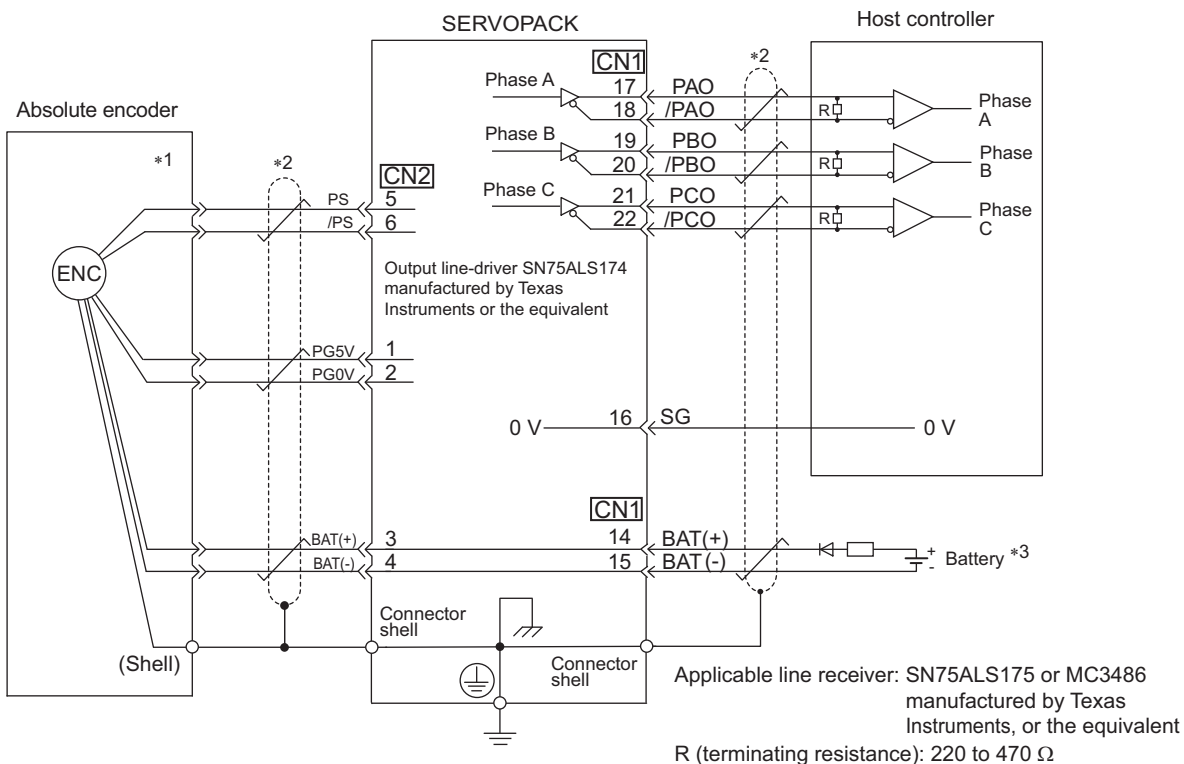 SERVOPACK
Host controller
Absolute encoder
*1
*2
CN2
PS 5
/PS 6
ENC
PG5V 1
PG0V 2
BAT(+) 3
BAT(-) 4
(Shell)
Connector
shell
Output line-driver SN75ALS174
manufactured by Texas
Instruments or the equivalent
CN1
*2
Phase A 17 PAO
18 /PAO
R
Phase
A
Phase B 19 PBO
20 /PBO
R
Phase
B
Phase C 21 PCO
22 /PCO
R
Phase
C
0 V 16 SG 0 V
CN1
14 BAT(+)
15 BAT(-)
+
-
Battery *3
Connector
shell
Applicable line receiver: SN75ALS175 or MC3486
manufactured by Texas
Instruments, or the equivalent
R (terminating resistance): 220 to 470 Ω